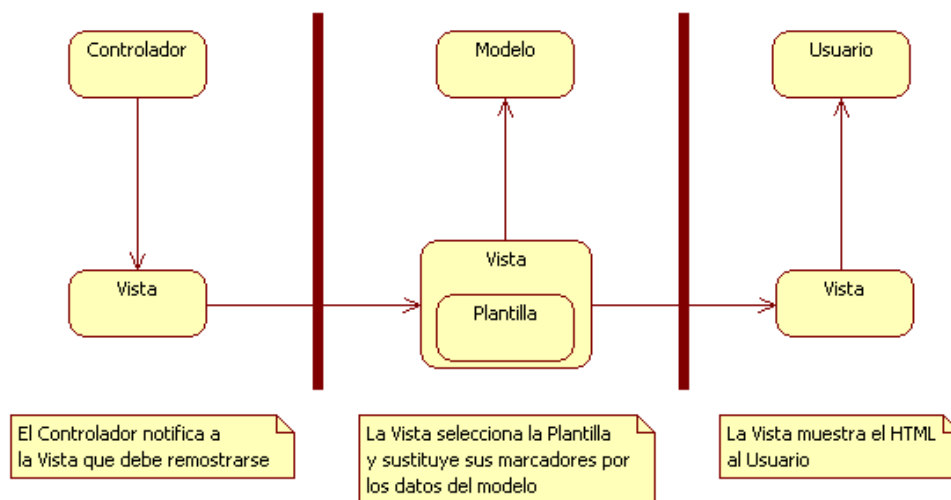 Controlador
Modelo
Usuario
Vista
Vista
Plantilla
Vista
El Controlador notifica a
la Vista que debe remostrarse
La Vista selecciona la Plantilla
y sustituye sus marcadores por
los datos del modelo
La Vista muestra el HTML
al Usuario